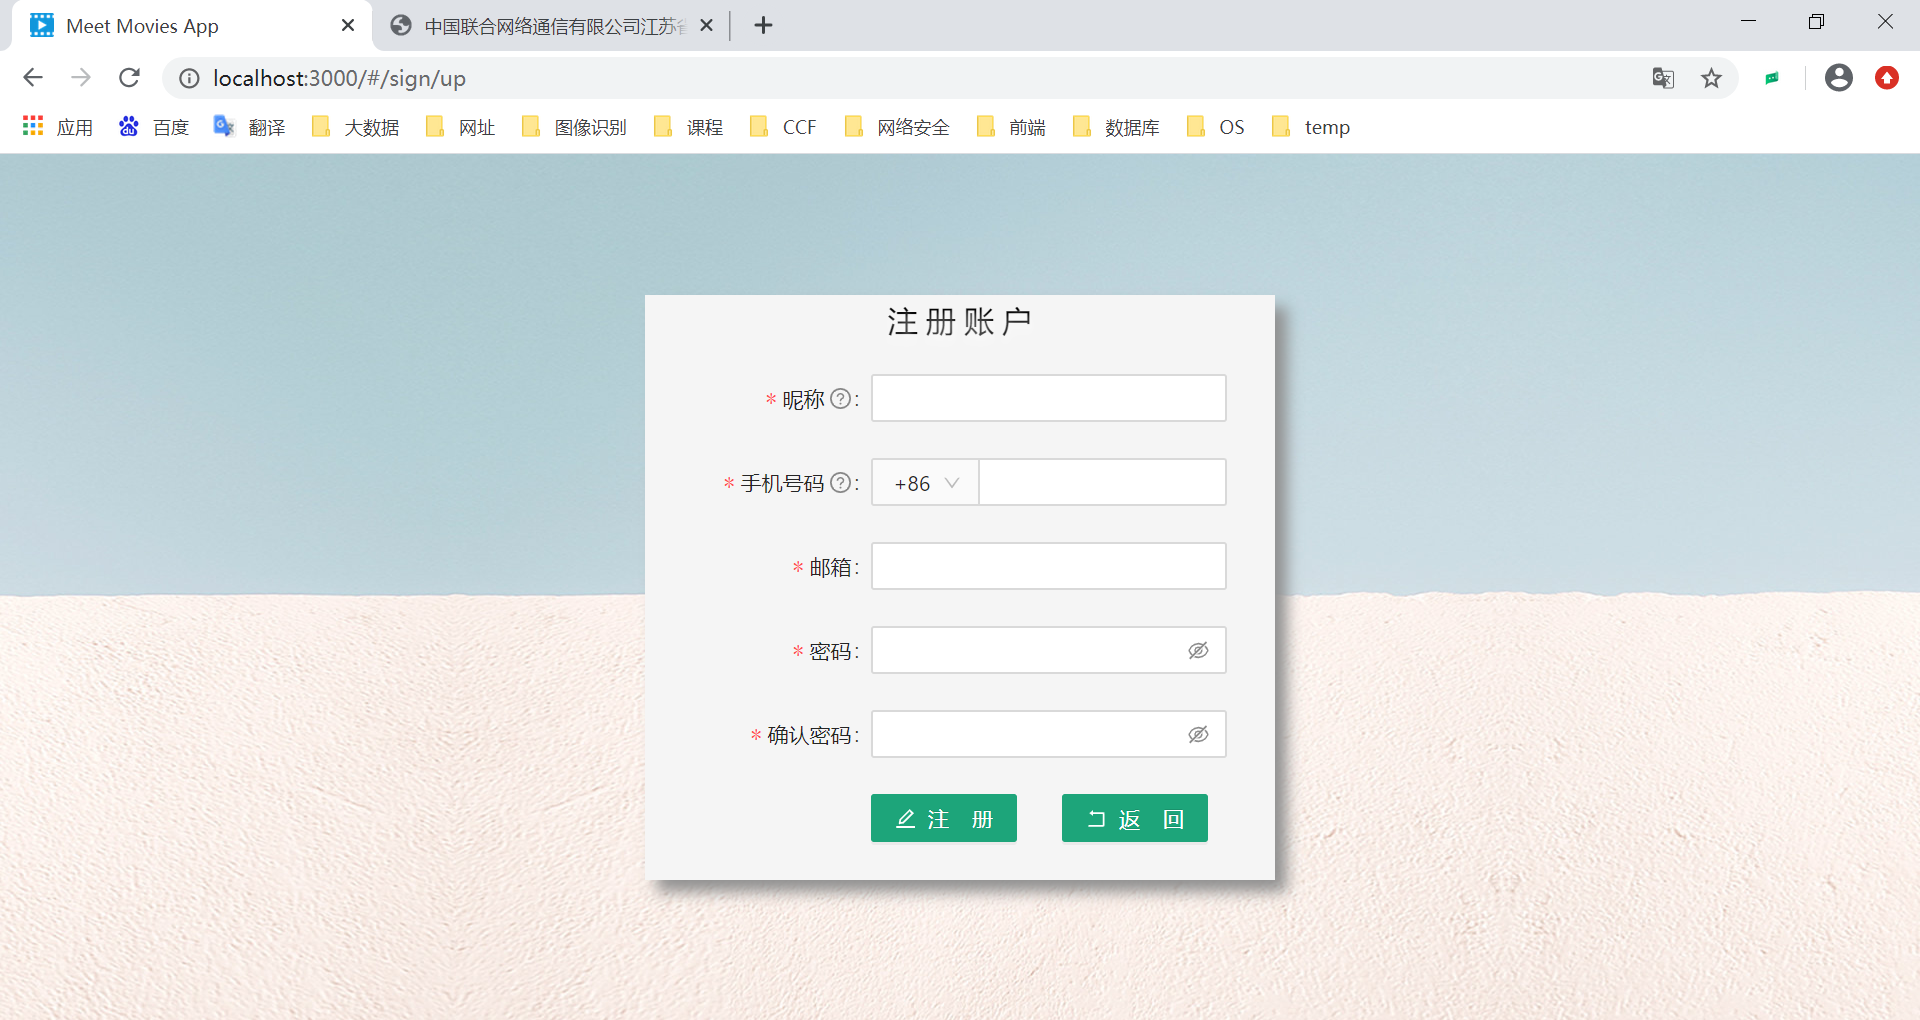 Meet Movies App
中国联合网络通信有限公司江苏省
localhost:3000/#/sign/up
应用 百度 翻译 大数据 网址 图像识别 课程 CCF 网络安全 前端 数据库 OS temp
注册账户
* 昵称 ? :
* 手机号码 ? : +86
* 邮箱 :
* 密码 :
* 确认密码 :
注 册 返 回